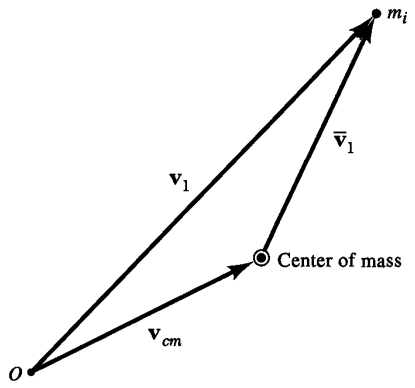 m_i
v̄_1
v_1
Center of mass
v_cm
O